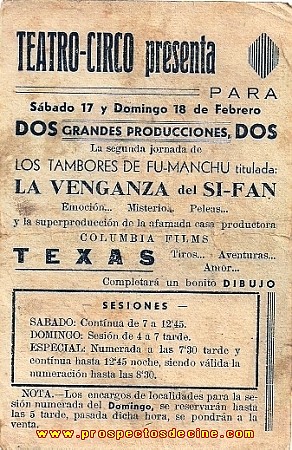 TEATRO-CIRCO presenta
PARA
Sábado 17 y Domingo 18 de Febrero
DOS GRANDES PRODUCCIONES, DOS
La segunda jornada de
LOS TAMBORES DE FU-MANCHU titulada:
LA VENGANZA del SI-FAN
Emoción... Misterio... Peleas...
y la superproducción de la afamada casa productora
COLUMBIA FILMS
TEXAS Tiros... Aventuras...
Amor...
Completará un bonito DIBUJO
SESIONES —
SABADO: Contínua de 7 a 12'45.
DOMINGO: Sesión de 4 a 7 tarde.
ESPECIAL: Numerada a las 7'30 tarde y
contínua hasta 12'45 noche, siendo válida la
numeración hasta las 8'30.
NOTA.—Los encargos de localidades para la
sesión numerada del Domingo, se reservarán hasta
las 5 tarde, pasada dicha hora, se pondrán a la
venta.
www.prospectosdecine.com